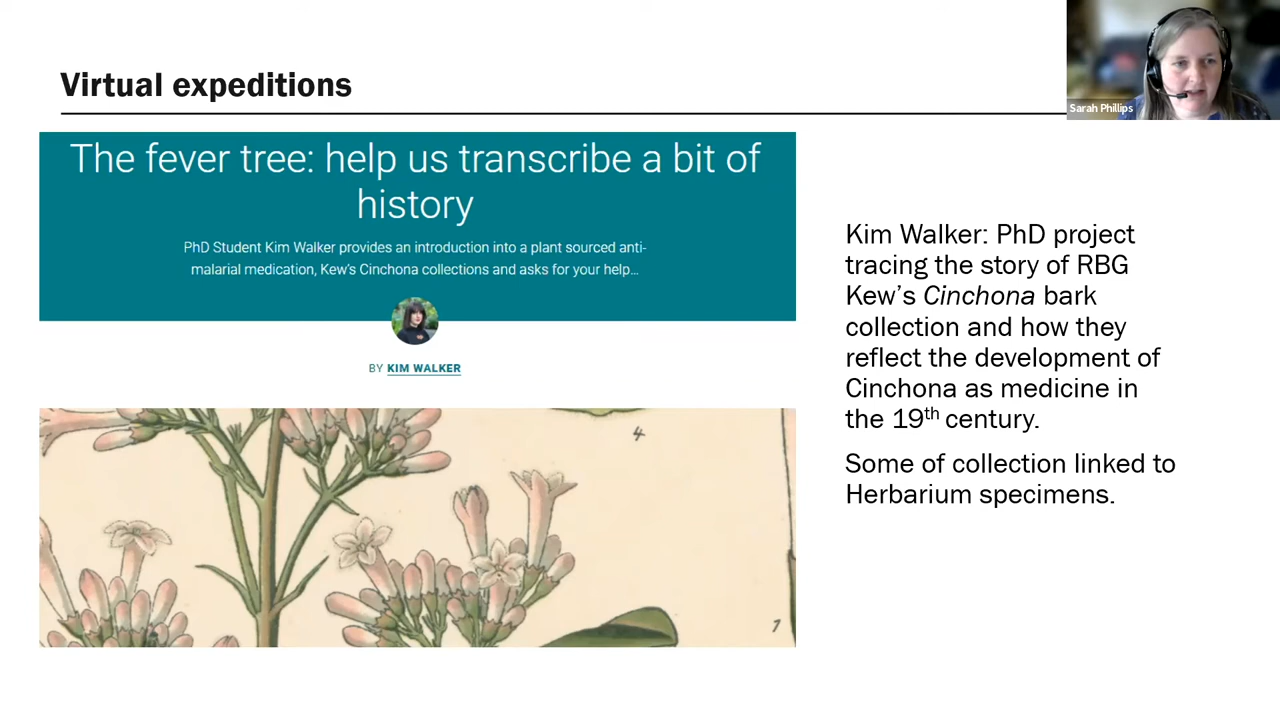 Sarah Phillips
Virtual expeditions
The fever tree: help us transcribe a bit of
history
PhD Student Kim Walker provides an introduction into a plant sourced anti-
malarial medication, Kew's Cinchona collections and asks for your help...
BY KIM WALKER
4
7
Kim Walker: PhD project
tracing the story of RBG
Kew's Cinchona bark
collection and how they
reflect the development of
Cinchona as medicine in
the 19th century.
Some of collection linked to
Herbarium specimens.